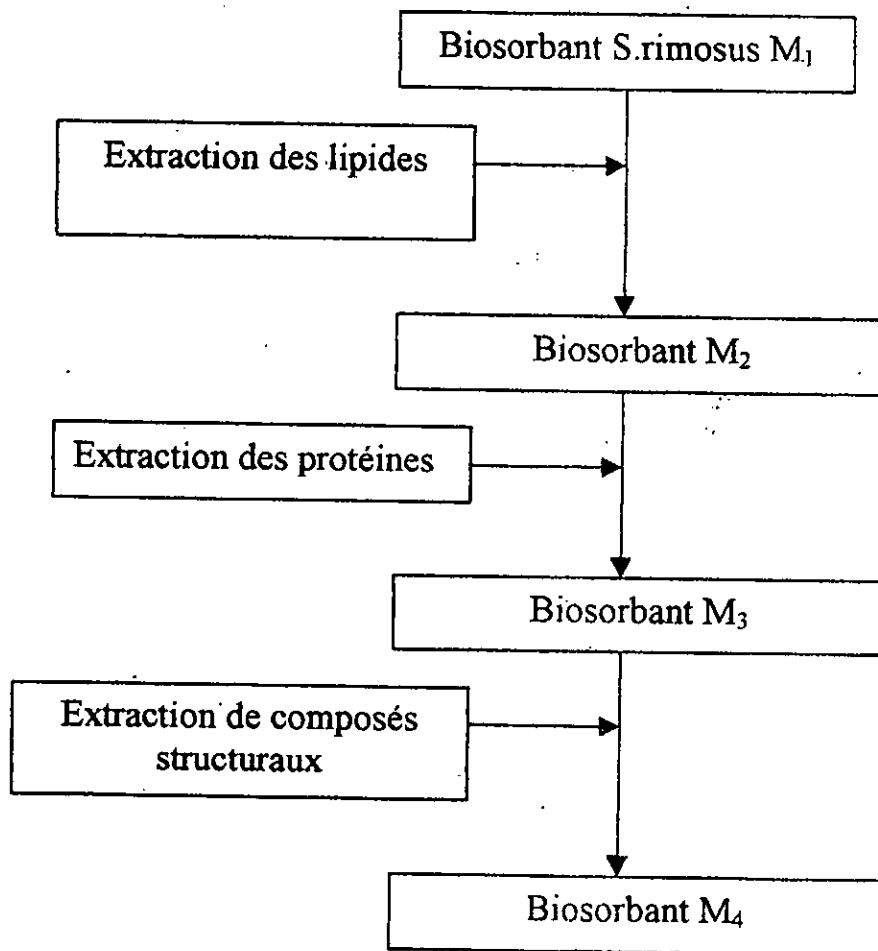 Biosorbant S.rimosus M₁
Extraction des lipides
Biosorbant M₂
Extraction des protéines
Biosorbant M₃
Extraction de composés
structuraux
Biosorbant M₄